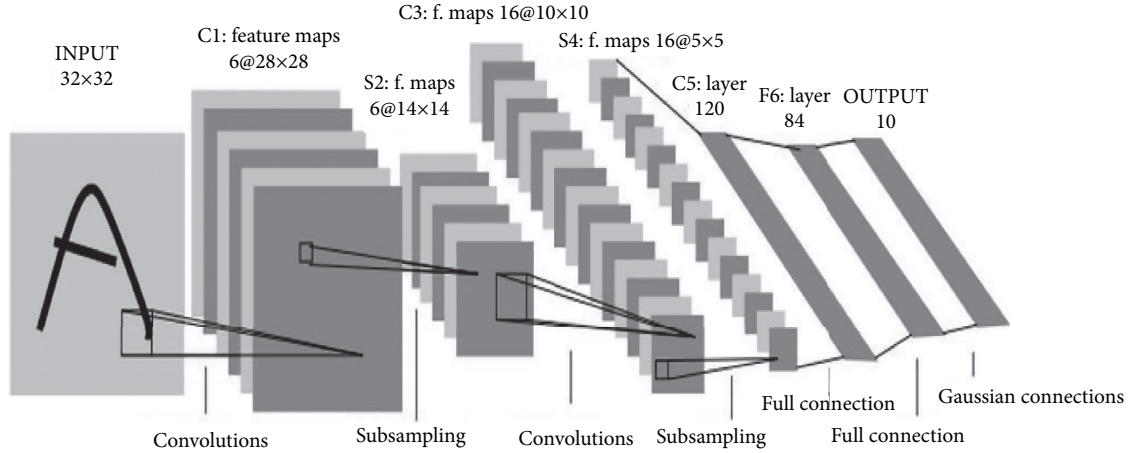 INPUT
32×32
C1: feature maps
6@28×28
S2: f. maps
6@14×14
C3: f. maps 16@10×10
S4: f. maps 16@5×5
C5: layer
120
F6: layer
84
OUTPUT
10
A
Convolutions
Subsampling
Convolutions
Subsampling
Full connection
Full connection
Gaussian connections